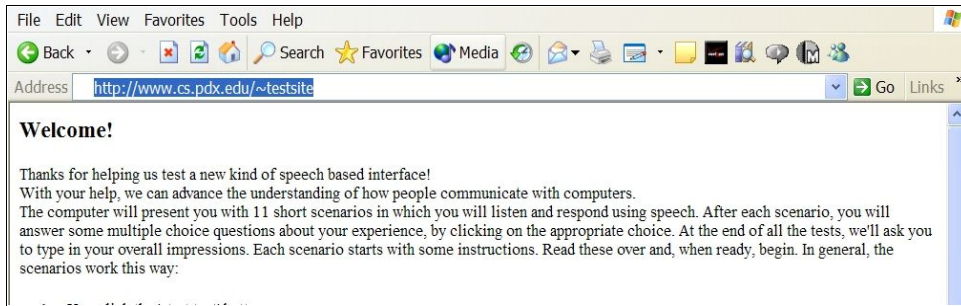 File Edit View Favorites Tools Help
Back Search Favorites Media
Address http://www.cs.pdx.edu/~testsite Go Links »
Welcome!
Thanks for helping us test a new kind of speech based interface!
With your help, we can advance the understanding of how people communicate with computers.
The computer will present you with 11 short scenarios in which you will listen and respond using speech. After each scenario, you will
answer some multiple choice questions about your experience, by clicking on the appropriate choice. At the end of all the tests, we'll ask you
to type in your overall impressions. Each scenario starts with some instructions. Read these over and, when ready, begin. In general, the
scenarios work this way: